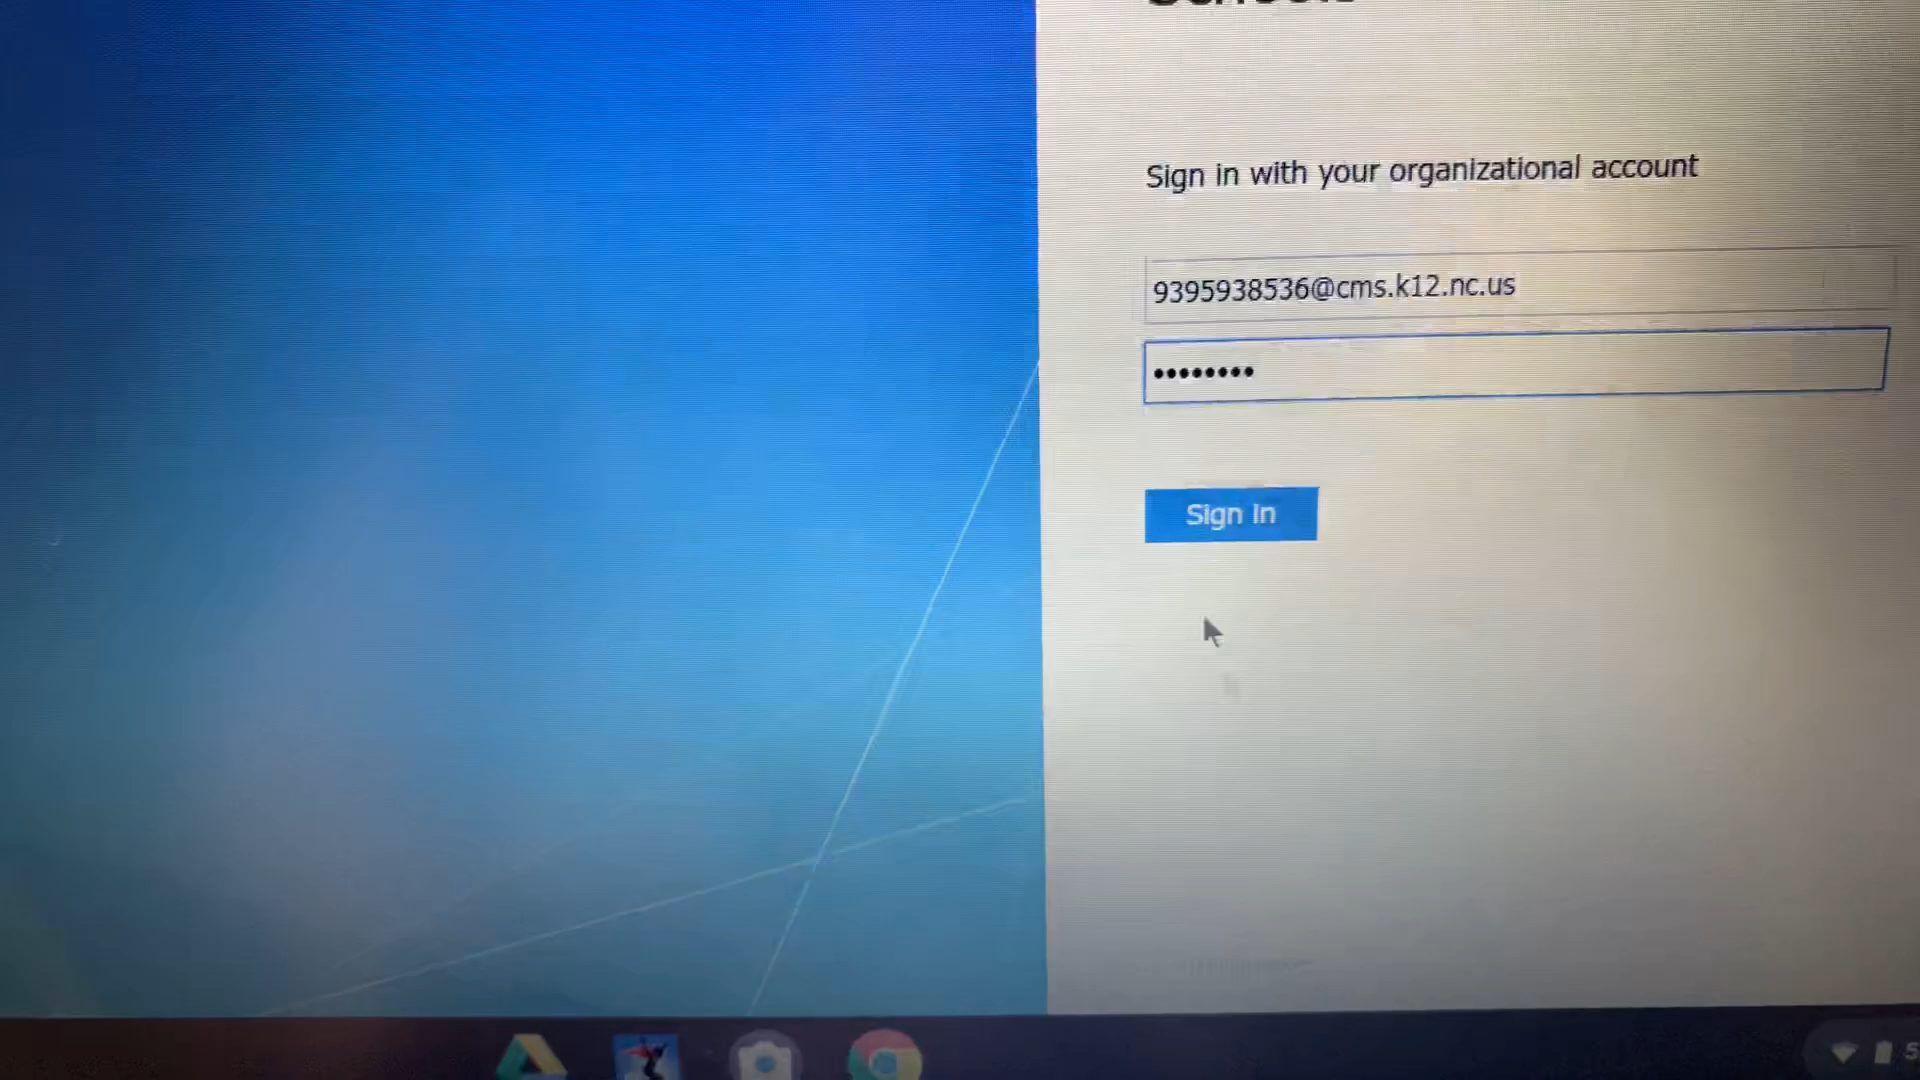 Sign in with your organizational account
9395938536@cms.k12.nc.us
••••••••
Sign in